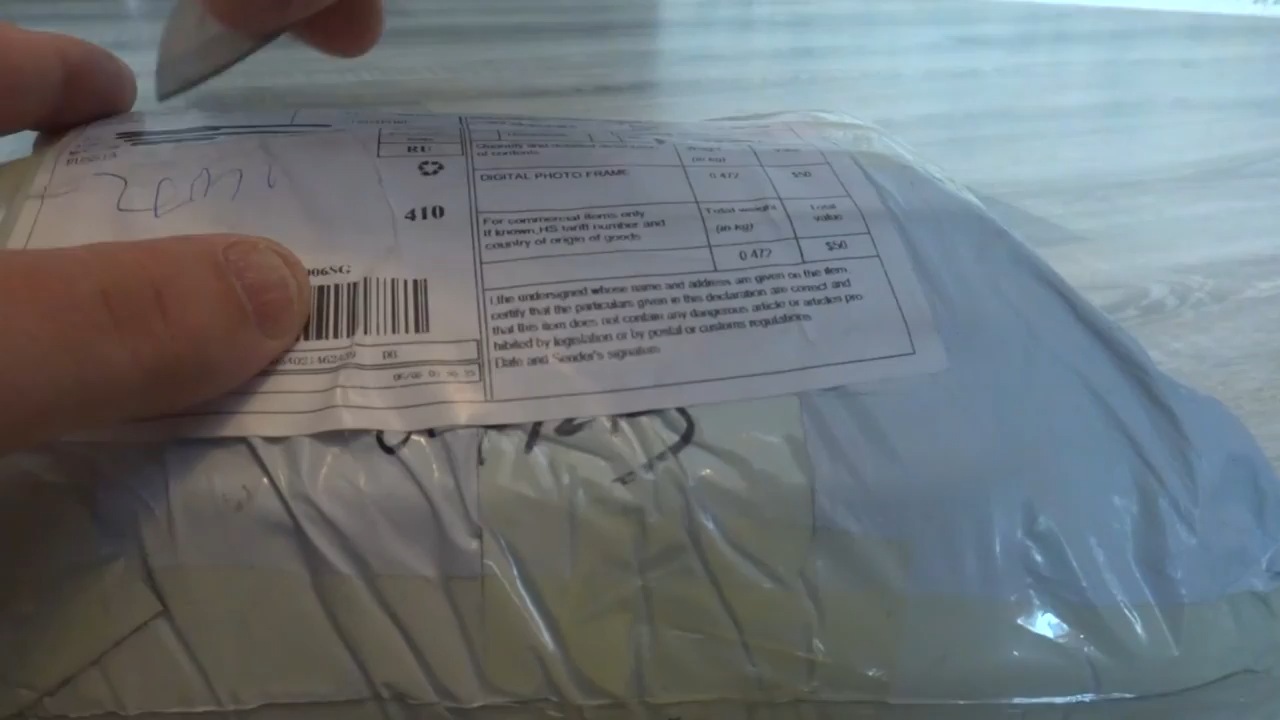 RUSSIA
RU
410
006SG
DB
Quantity and detailed description
of contents
Weight
(in kg)
Value
DIGITAL PHOTO FRAME
0.472
$50
For commercial items only
If known,HS tariff number and
country of origin of goods
Total weight
(in kg)
Total
value
0.472
$50
I,the undersigned whose name and address are given on the item,
certify that the particulars given in this declaration are correct and
that this item does not contain any dangerous article or articles pro
hibited by legislation or by postal or customs regulations
Date and Sender's signature